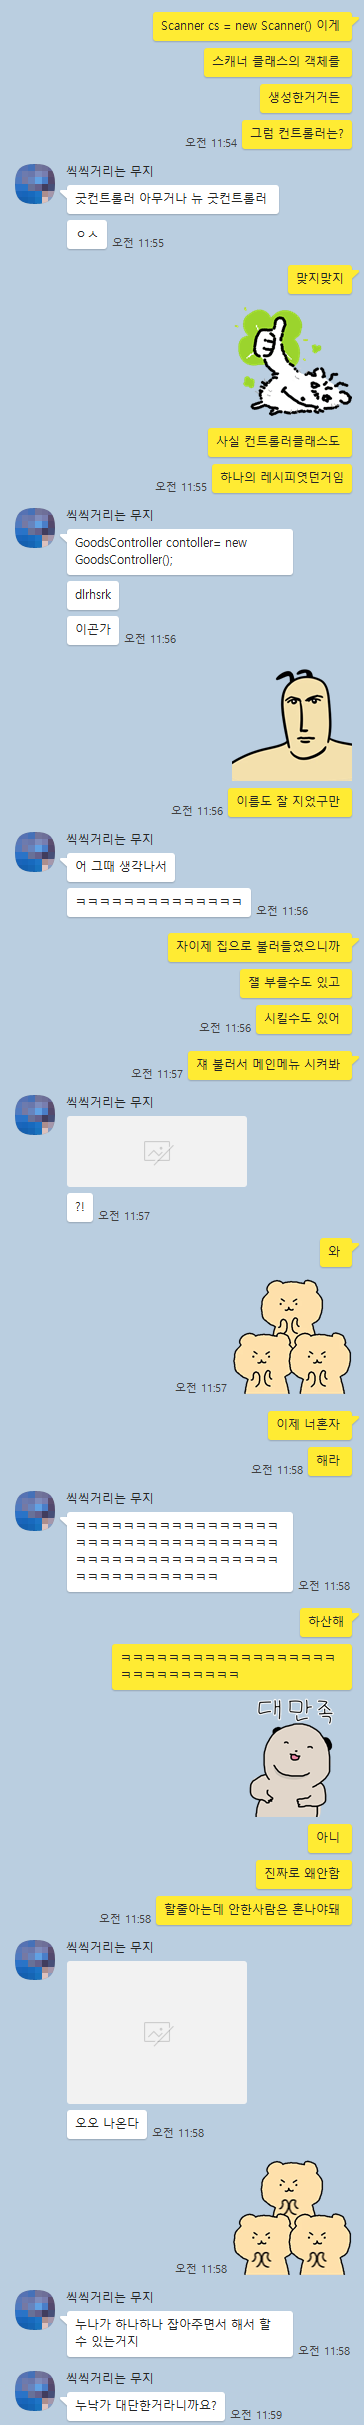 Scanner cs = new Scanner() 이게
스캐너 클래스의 객체를
생성한거거든
그럼 컨트롤러는?
오전 11:54
씩씩거리는 무지
굿컨트롤러 아무거나 뉴 굿컨트롤러
ㅇㅅ
오전 11:55
맞지맞지
사실 컨트롤러클래스도
하나의 레시피엿던거임
오전 11:55
씩씩거리는 무지
GoodsController contoller= new
GoodsController();
dlrhsrk
이곤가
오전 11:56
이름도 잘 지었구만
오전 11:56
씩씩거리는 무지
어 그때 생각나서
ㅋㅋㅋㅋㅋㅋㅋㅋㅋㅋㅋㅋㅋㅋ
오전 11:56
자이제 집으로 불러들였으니까
쟬 부를수도 있고
시킬수도 있어
오전 11:56
쟤 불러서 메인메뉴 시켜봐
오전 11:57
씩씩거리는 무지
?!
오전 11:57
와
오전 11:57
이제 너혼자
해라
오전 11:58
씩씩거리는 무지
ㅋㅋㅋㅋㅋㅋㅋㅋㅋㅋㅋㅋㅋㅋㅋㅋㅋ
ㅋㅋㅋㅋㅋㅋㅋㅋㅋㅋㅋㅋㅋㅋㅋㅋㅋ
ㅋㅋㅋㅋㅋㅋㅋㅋㅋㅋㅋㅋㅋㅋㅋㅋㅋ
ㅋㅋㅋㅋㅋㅋㅋㅋㅋㅋㅋㅋ
오전 11:58
하산해
ㅋㅋㅋㅋㅋㅋㅋㅋㅋㅋㅋㅋㅋㅋㅋㅋㅋㅋ
ㅋㅋㅋㅋㅋㅋㅋㅋㅋㅋ
대만족
아니
진짜로 왜안함
할줄아는데 안한사람은 혼나야돼
오전 11:58
씩씩거리는 무지
오오 나온다
오전 11:58
오전 11:58
씩씩거리는 무지
누나가 하나하나 잡아주면서 해서 할
수 있는거지
오전 11:58
씩씩거리는 무지
누낙가 대단한거라니까요?
오전 11:59